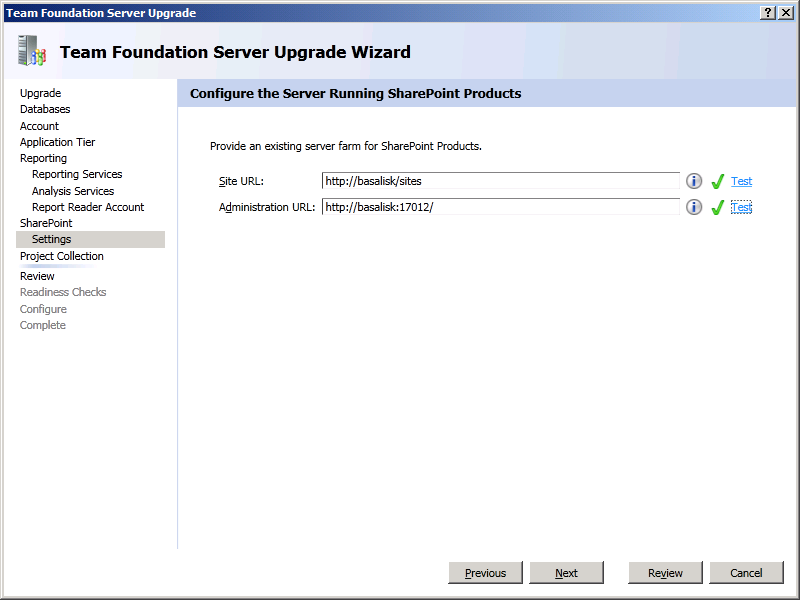 Team Foundation Server Upgrade
Team Foundation Server Upgrade Wizard
Upgrade
Databases
Account
Application Tier
Reporting
Reporting Services
Analysis Services
Report Reader Account
SharePoint
Settings
Project Collection
Review
Readiness Checks
Configure
Complete
Configure the Server Running SharePoint Products
Provide an existing server farm for SharePoint Products.
Site URL: http://basalisk/sites Test
Administration URL: http://basalisk:17012/ Test
Previous Next Review Cancel